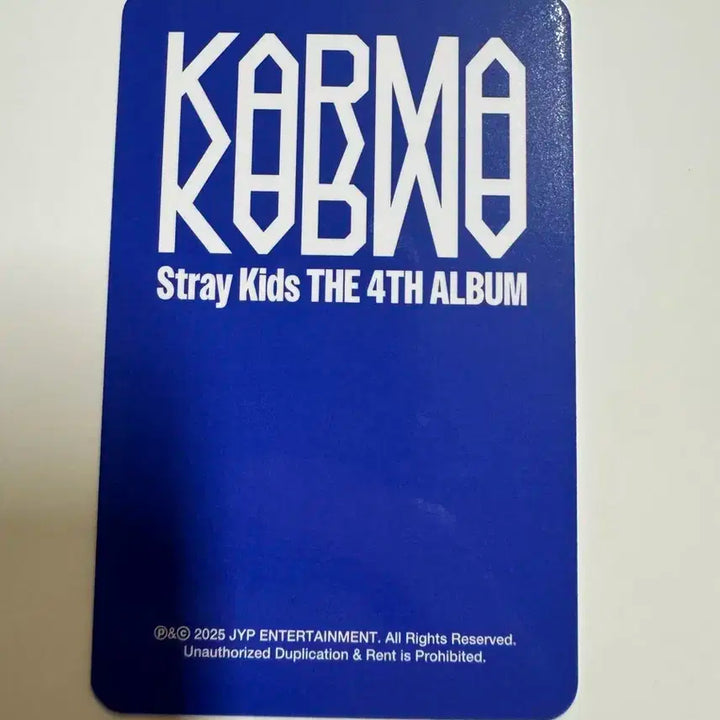 KARMA
Stray Kids THE 4TH ALBUM
℗&© 2025 JYP ENTERTAINMENT. All Rights Reserved.
Unauthorized Duplication & Rent is Prohibited.